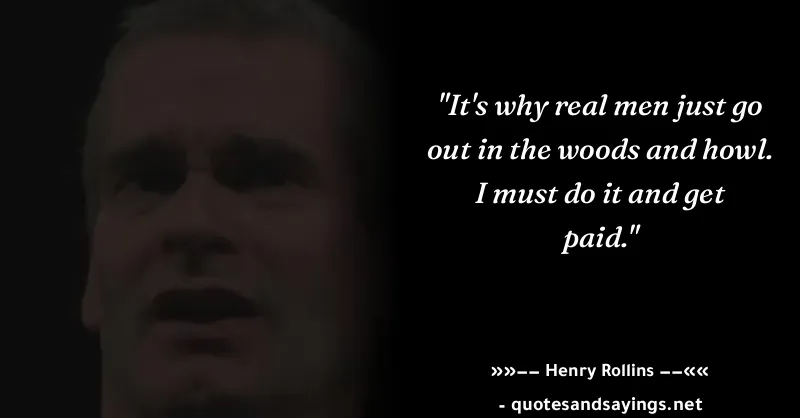 "It's why real men just go
out in the woods and howl.
I must do it and get
paid."
»»–– Henry Rollins ––««
- quotesandsayings.net